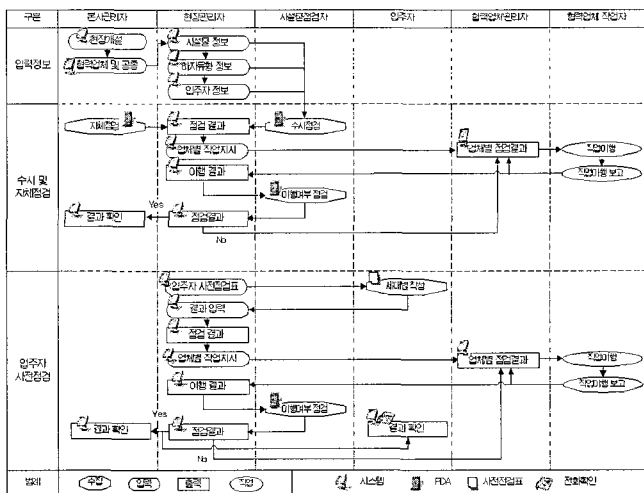 구분 본사관리자 현장관리자 시설물점검자 입주자 협력업체관리자 협력업체 작업자
입력정보
현장개설
협력업체 및 공종
시설물 정보
하자유형 정보
입주자 정보
수시 및
자체점검
자체점검
점검 결과
수시점검
업체별 작업지시
업체별 점검결과
작업이행
이행 결과
작업이행 보고
이행여부 점검
결과 확인
Yes
점검결과
No
입주자
사전점검
입주자 사전점검표
세대별 작성
결과 입력
점검 결과
업체별 작업지시
업체별 점검결과
작업이행
이행 결과
작업이행 보고
이행여부 점검
결과 확인
Yes
점검결과
결과 확인
No
범례 수집 입력 출력 작업 시스템 PDA 사전점검표 전화확인